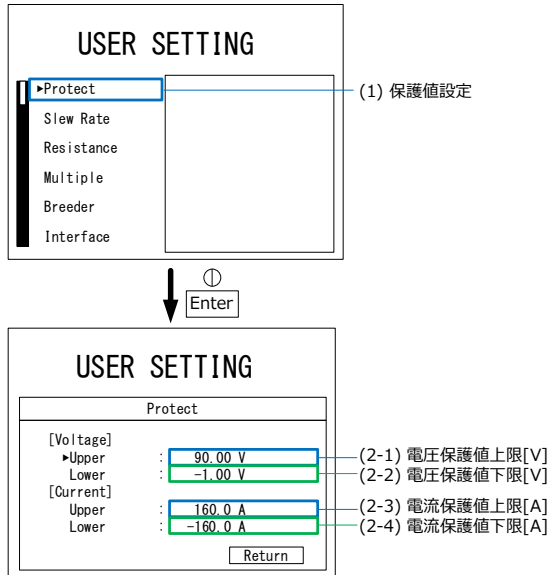 USER SETTING
▶Protect
(1) 保護値設定
Slew Rate
Resistance
Multiple
Breeder
Interface
Enter
USER SETTING
Protect
[Voltage]
▶Upper : 90.00 V (2-1) 電圧保護値上限[V]
Lower : -1.00 V (2-2) 電圧保護値下限[V]
[Current]
Upper : 160.0 A (2-3) 電流保護値上限[A]
Lower : -160.0 A (2-4) 電流保護値下限[A]
Return